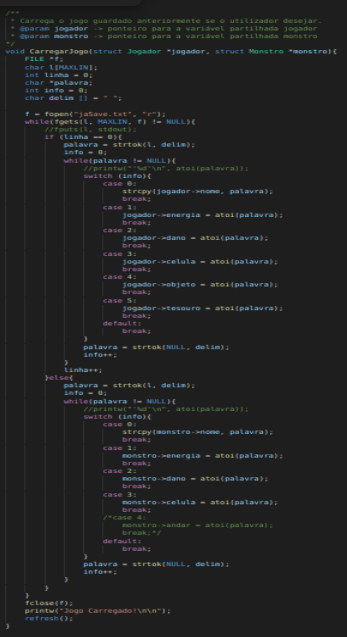 /**
 * Carrega o jogo guardado anteriormente se o utilizador desejar.
 * @param jogador -> ponteiro para a variável partilhada jogador
 * @param monstro -> ponteiro para a variável partilhada monstro
*/
void CarregarJogo(struct Jogador *jogador, struct Monstro *monstro){
    FILE *f;
    char l[MAXLIN];
    int linha = 0;
    char *palavra;
    int info = 0;
    char delim [] = " ";

    f = fopen("jaSave.txt", "r");
    while(fgets(l, MAXLIN, f) != NULL){
        //fputs(l, stdout);
        if (linha == 0){
            palavra = strtok(l, delim);
            info = 0;
            while(palavra != NULL){
                //printw("'%d'\n", atoi(palavra));
                switch (info){
                    case 0:
                        strcpy(jogador->nome, palavra);
                        break;
                    case 1:
                        jogador->energia = atoi(palavra);
                        break;
                    case 2:
                        jogador->dano = atoi(palavra);
                        break;
                    case 3:
                        jogador->celula = atoi(palavra);
                        break;
                    case 4:
                        jogador->objeto = atoi(palavra);
                        break;
                    case 5:
                        jogador->tesouro = atoi(palavra);
                        break;
                    default:
                        break;
                }
                palavra = strtok(NULL, delim);
                info++;
            }
            linha++;
        }else{
            palavra = strtok(l, delim);
            info = 0;
            while(palavra != NULL){
                //printw("'%d'\n", atoi(palavra));
                switch (info){
                    case 0:
                        strcpy(monstro->nome, palavra);
                        break;
                    case 1:
                        monstro->energia = atoi(palavra);
                        break;
                    case 2:
                        monstro->dano = atoi(palavra);
                        break;
                    case 3:
                        monstro->celula = atoi(palavra);
                        break;
                    /*case 4:
                        monstro->andar = atoi(palavra);
                        break;*/
                    default:
                        break;
                }
                palavra = strtok(NULL, delim);
                info++;
            }
        }
    }
    fclose(f);
    printw("Jogo Carregado!\n\n");
    refresh();
}